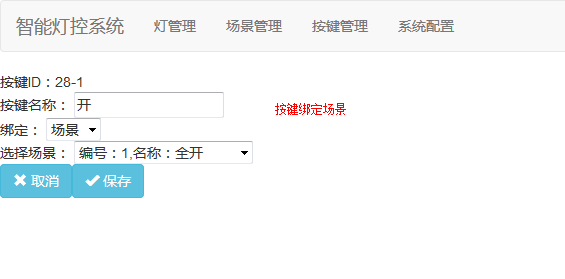 智能灯控系统 灯管理 场景管理 按键管理 系统配置
按键ID：28-1
按键名称： 开
按键绑定场景
绑定： 场景
选择场景： 编号：1,名称：全开
取消 保存